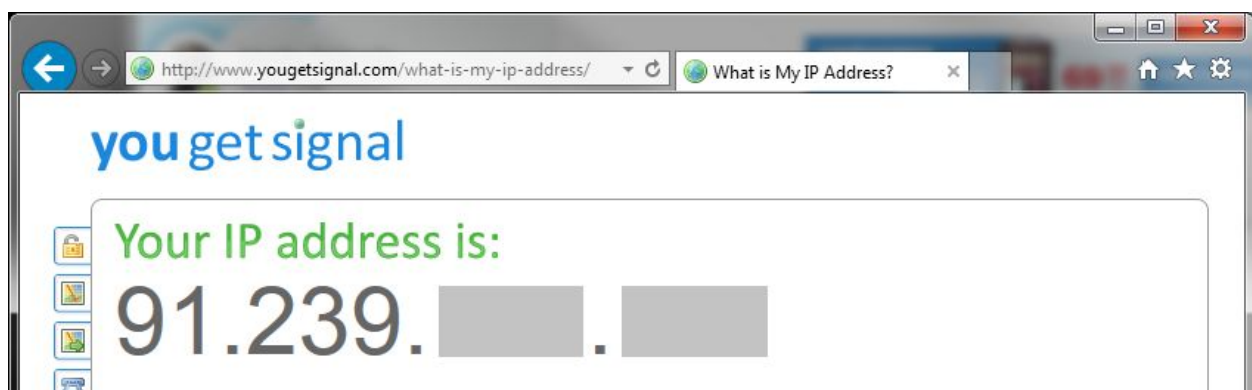 http://www.yougetsignal.com/what-is-my-ip-address/ What is My IP Address?
you get signal
Your IP address is:
91.239. .